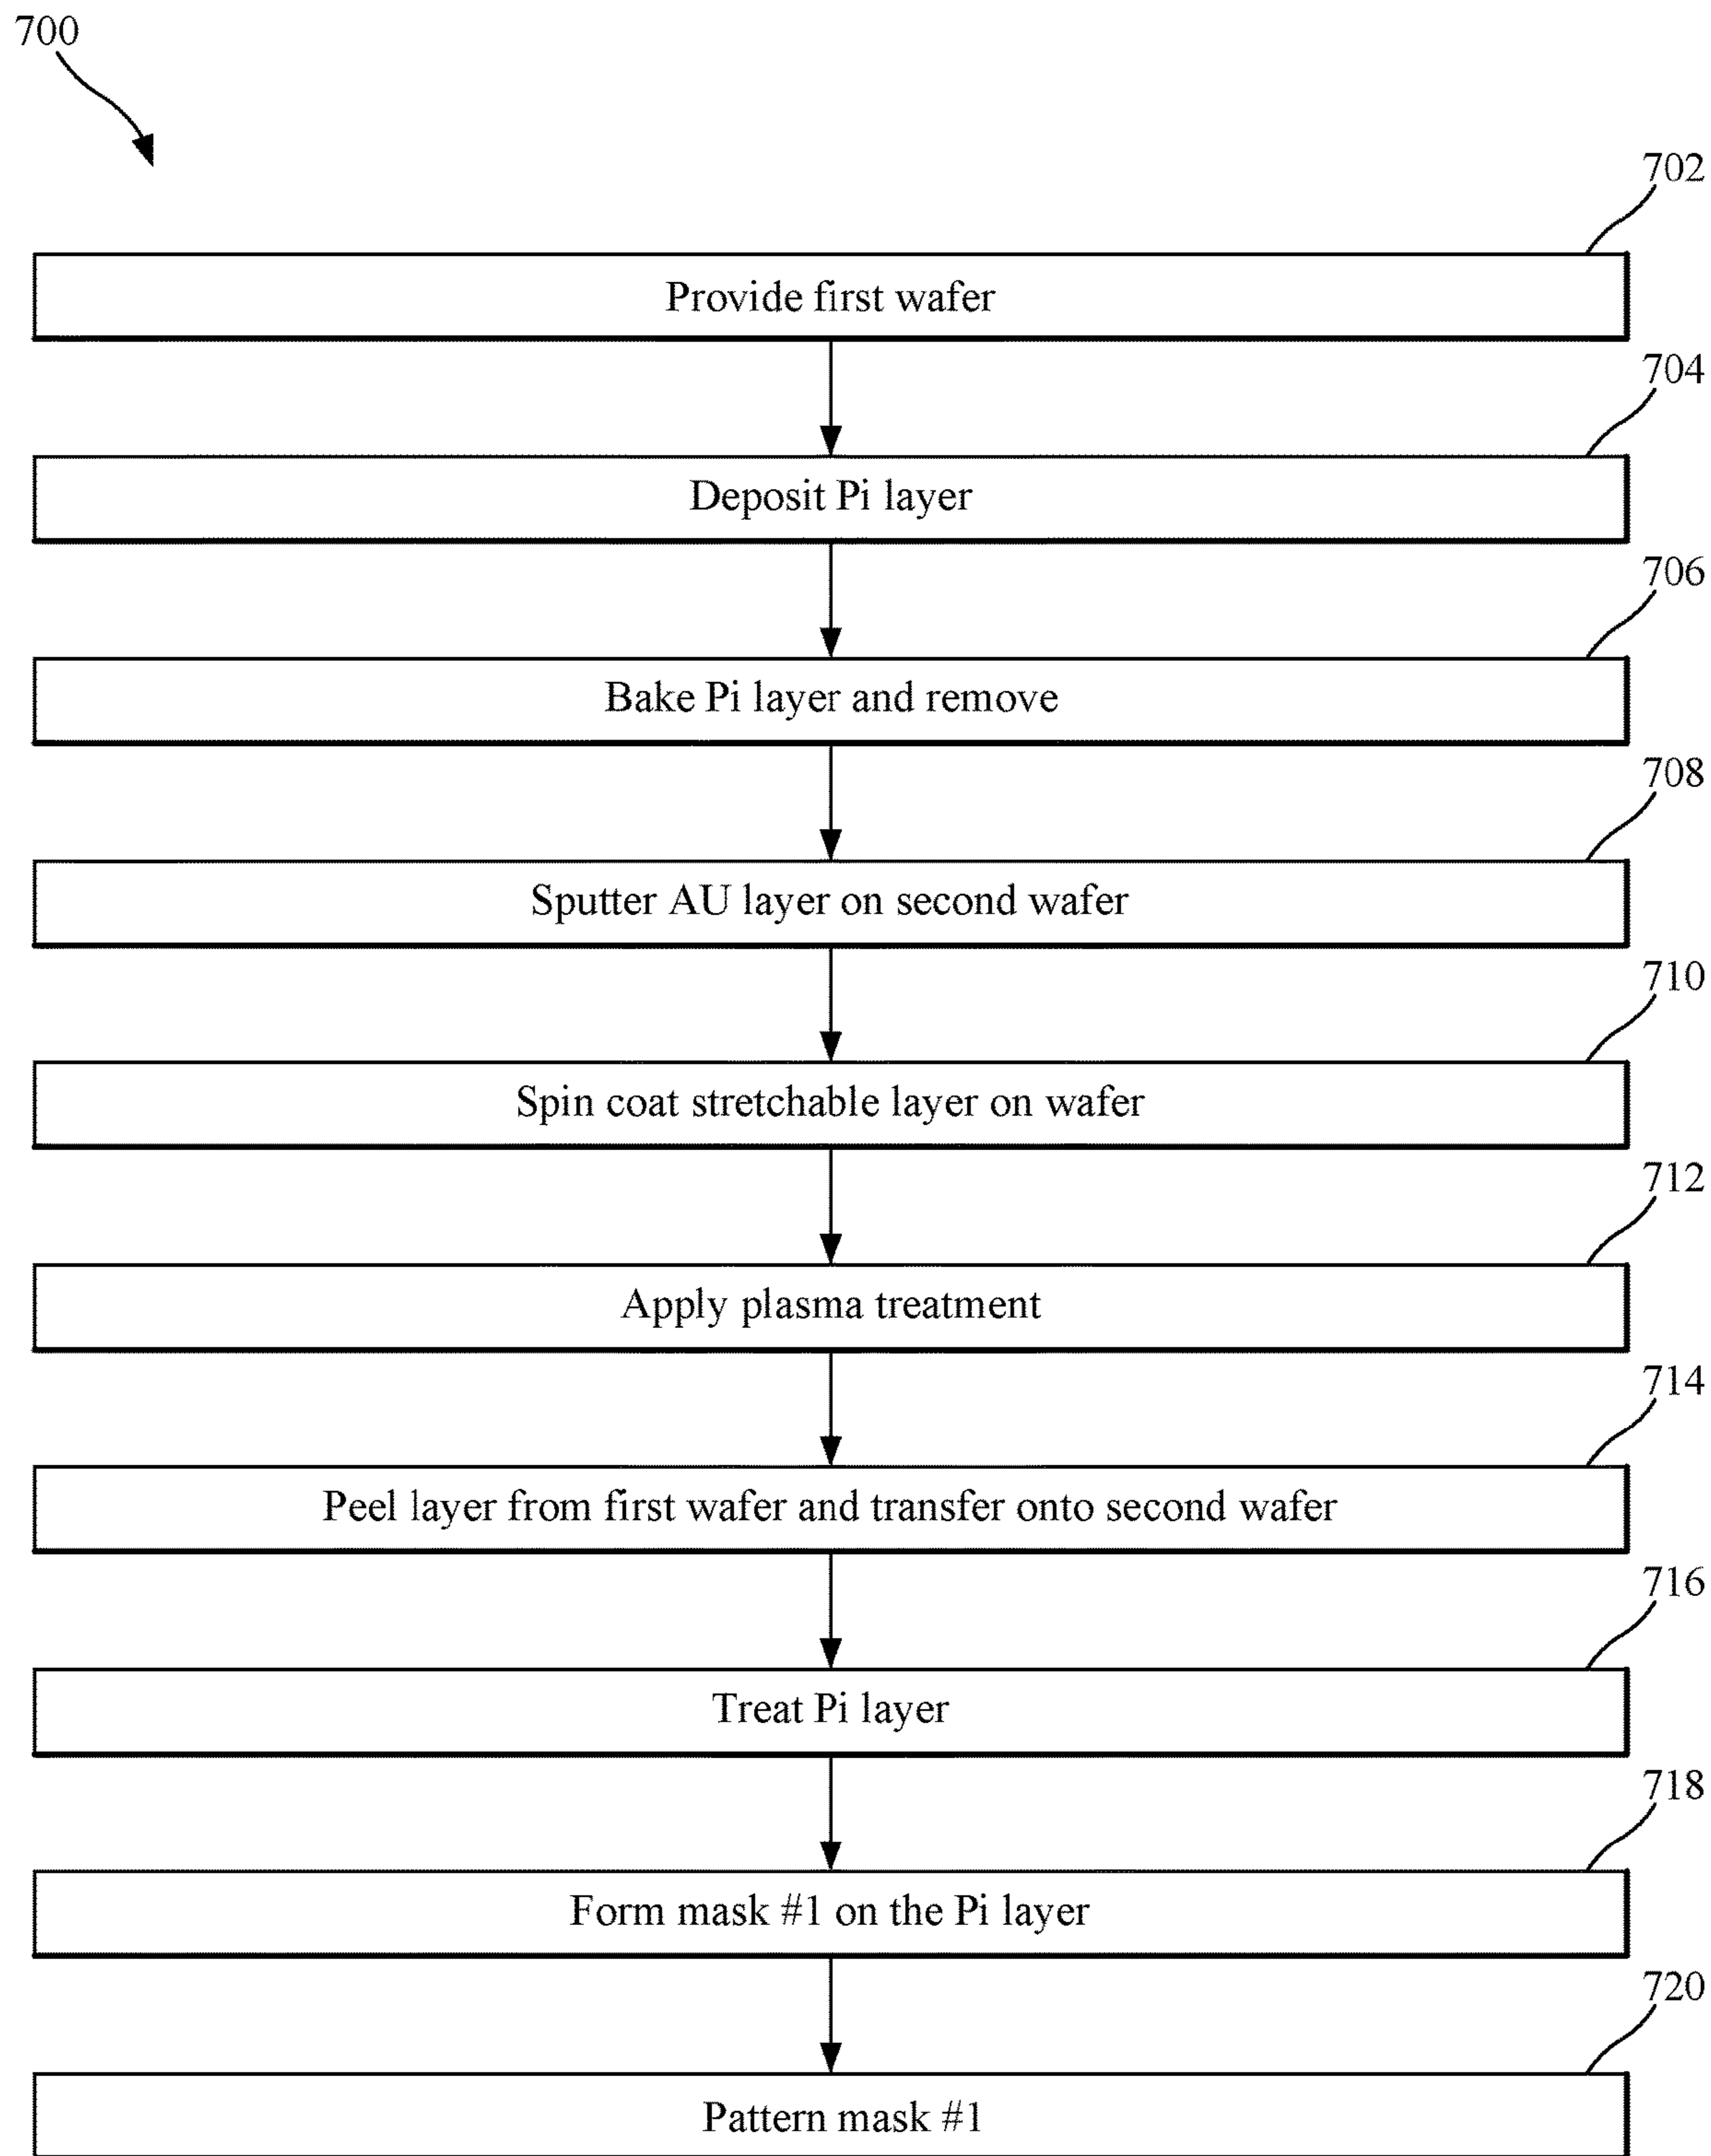 700
702
Provide first wafer
704
Deposit Pi layer
706
Bake Pi layer and remove
708
Sputter AU layer on second wafer
710
Spin coat stretchable layer on wafer
712
Apply plasma treatment
714
Peel layer from first wafer and transfer onto second wafer
716
Treat Pi layer
718
Form mask #1 on the Pi layer
720
Pattern mask #1